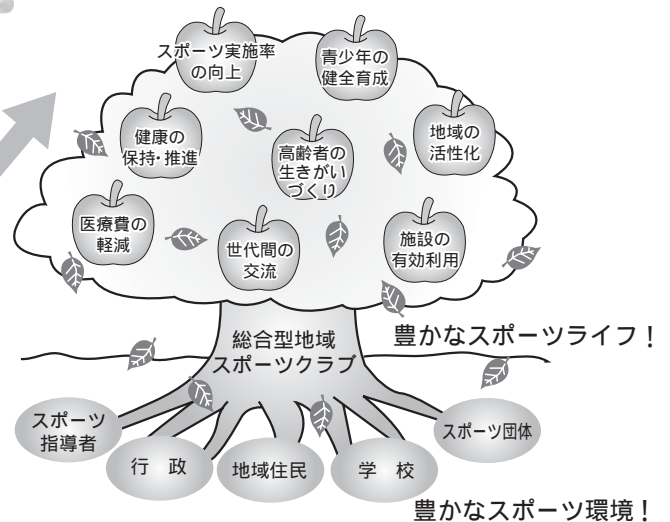 スポーツ実施率
の向上
青少年の
健全育成
健康の
保持・推進
高齢者の
生きがい
づくり
地域の
活性化
医療費の
軽減
世代間の
交流
施設の
有効利用
総合型地域
スポーツクラブ
豊かなスポーツライフ!
スポーツ
指導者
行 政
地域住民
学 校
スポーツ団体
豊かなスポーツ環境!